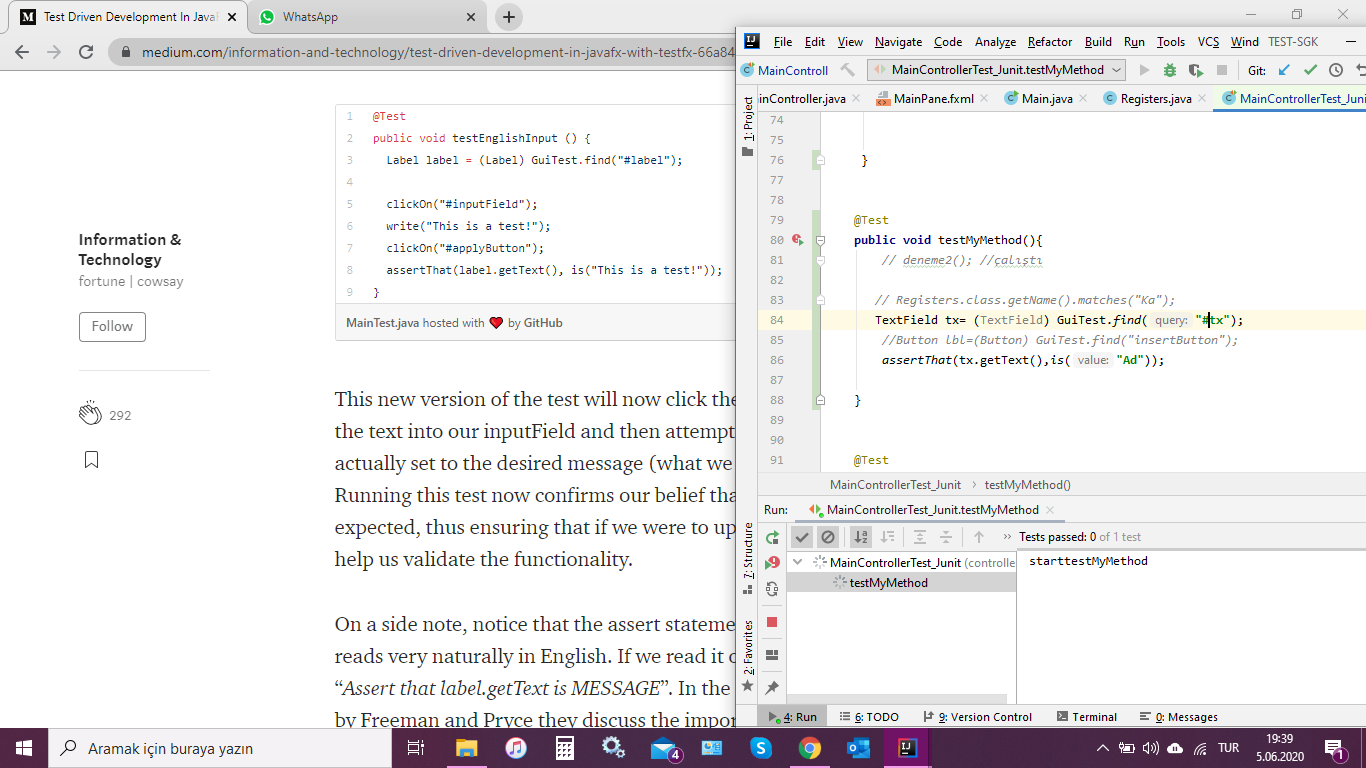 Test Driven Development In JavaF
WhatsApp
medium.com/information-and-technology/test-driven-development-in-javafx-with-testfx-66a84
Information &
Technology
fortune | cowsay
Follow
292
1 @Test
2 public void testEnglishInput () {
3 Label label = (Label) GuiTest.find("#label");
4
5 clickOn("#inputField");
6 write("This is a test!");
7 clickOn("#applyButton");
8 assertThat(label.getText(), is("This is a test!"));
9 }
MainTest.java hosted with ❤ by GitHub
This new version of the test will now click the
the text into our inputField and then attempt
actually set to the desired message (what we
Running this test now confirms our belief tha
expected, thus ensuring that if we were to up
help us validate the functionality.
On a side note, notice that the assert stateme
reads very naturally in English. If we read it o
“Assert that label.getText is MESSAGE”. In the
by Freeman and Pryce they discuss the impor
File Edit View Navigate Code Analyze Refactor Build Run Tools VCS Wind TEST-SGK
MainControll MainControllerTest_Junit.testMyMethod Git:
inController.java MainPane.fxml Main.java Registers.java MainControllerTest_Juni
1: Project
7: Structure
2: Favorites
74
75
76 }
77
78
79 @Test
80 public void testMyMethod(){
81 // deneme2(); //çalıştı
82
83 // Registers.class.getName().matches("Ka");
84 TextField tx= (TextField) GuiTest.find( query: "#tx");
85 //Button lbl=(Button) GuiTest.find("insertButton");
86 assertThat(tx.getText(),is( value: "Ad"));
87
88 }
89
90
91 @Test
MainControllerTest_Junit › testMyMethod()
Run: MainControllerTest_Junit.testMyMethod
Tests passed: 0 of 1 test
MainControllerTest_Junit (controlle
testMyMethod
starttestMyMethod
4: Run 6: TODO 9: Version Control Terminal 0: Messages
Aramak için buraya yazın
4
TUR
19:39
5.06.2020
1